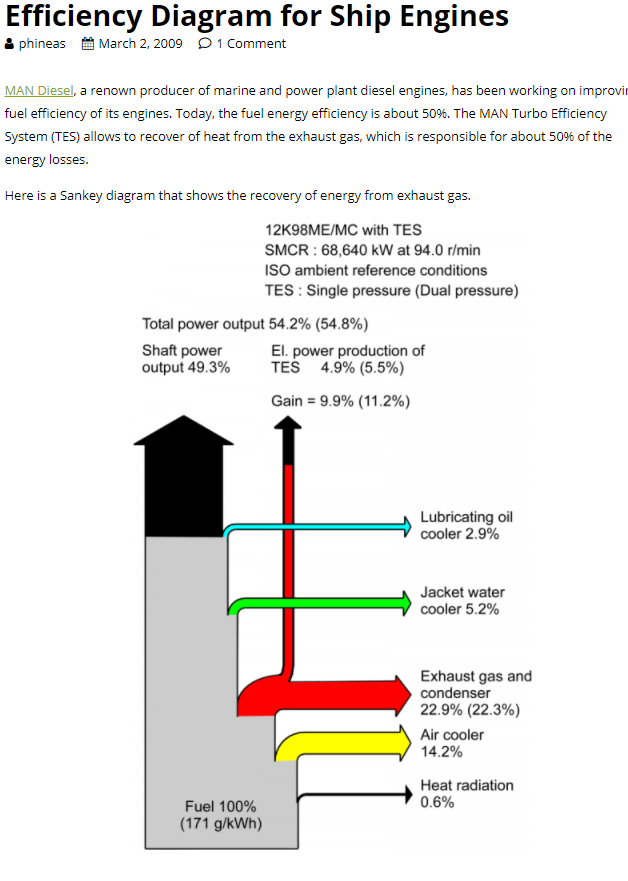 Efficiency Diagram for Ship Engines
phineas March 2, 2009 1 Comment
MAN Diesel, a renown producer of marine and power plant diesel engines, has been working on improvi
fuel efficiency of its engines. Today, the fuel energy efficiency is about 50%. The MAN Turbo Efficiency
System (TES) allows to recover of heat from the exhaust gas, which is responsible for about 50% of the
energy losses.
Here is a Sankey diagram that shows the recovery of energy from exhaust gas.
12K98ME/MC with TES
SMCR : 68,640 kW at 94.0 r/min
ISO ambient reference conditions
TES : Single pressure (Dual pressure)
Total power output 54.2% (54.8%)
Shaft power
output 49.3%
El. power production of
TES 4.9% (5.5%)
Gain = 9.9% (11.2%)
Lubricating oil
cooler 2.9%
Jacket water
cooler 5.2%
Exhaust gas and
condenser
22.9% (22.3%)
Air cooler
14.2%
Heat radiation
0.6%
Fuel 100%
(171 g/kWh)